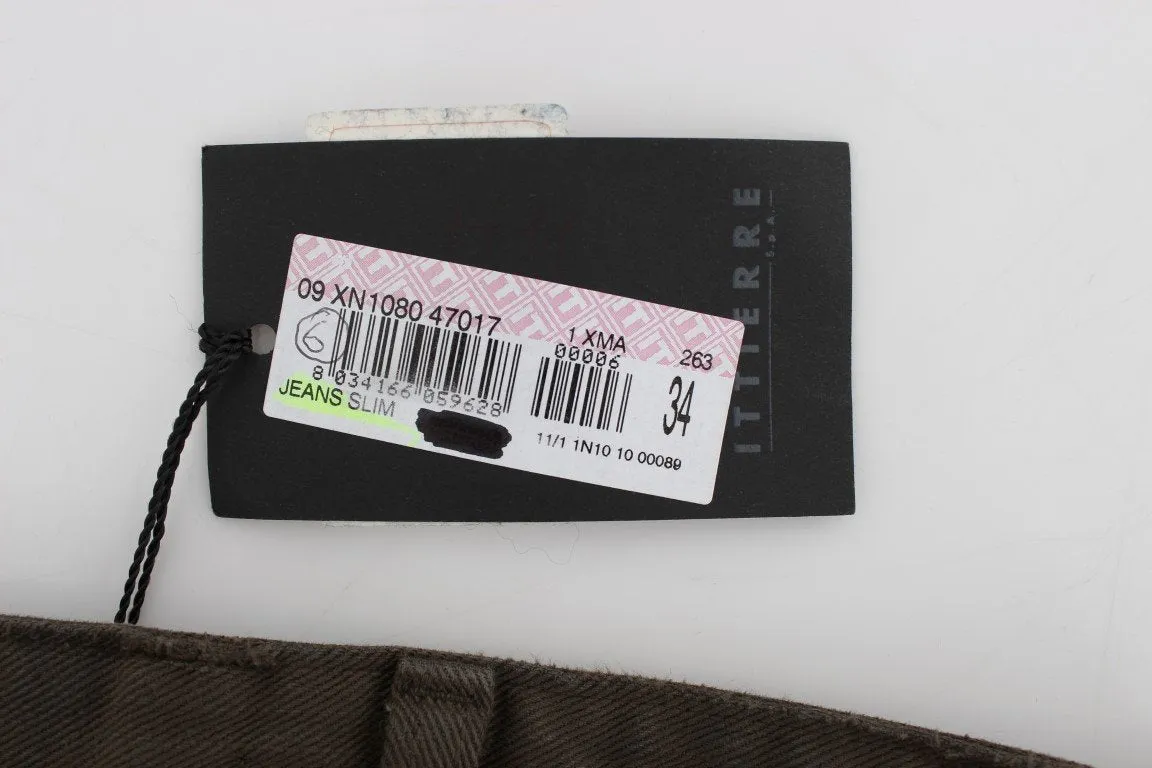 09 XN1080 47017
1 XMA
263
00006
6
8 034166 059628
34
JEANS SLIM
11/1 1N10 10 00089
ITTIERRE
S.p.A.